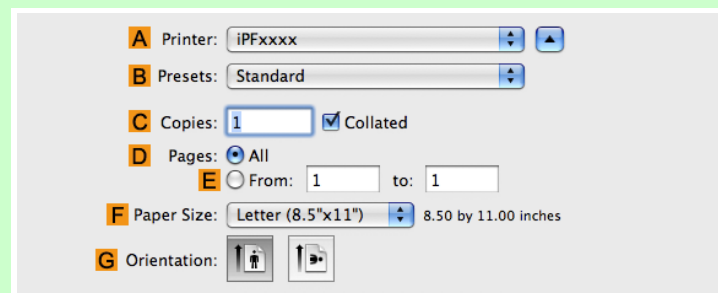 A Printer: iPFxxxx
B Presets: Standard
C Copies: 1 Collated
D Pages: All
E From: 1 to: 1
F Paper Size: Letter (8.5"x11") 8.50 by 11.00 inches
G Orientation: